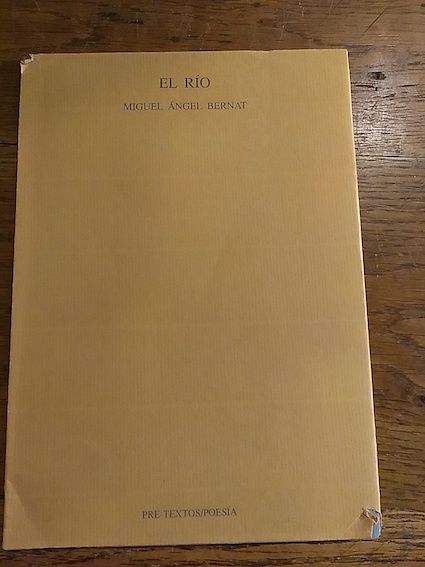 EL RÍO
MIGUEL ÁNGEL BERNAT
PRE-TEXTOS/POESÍA